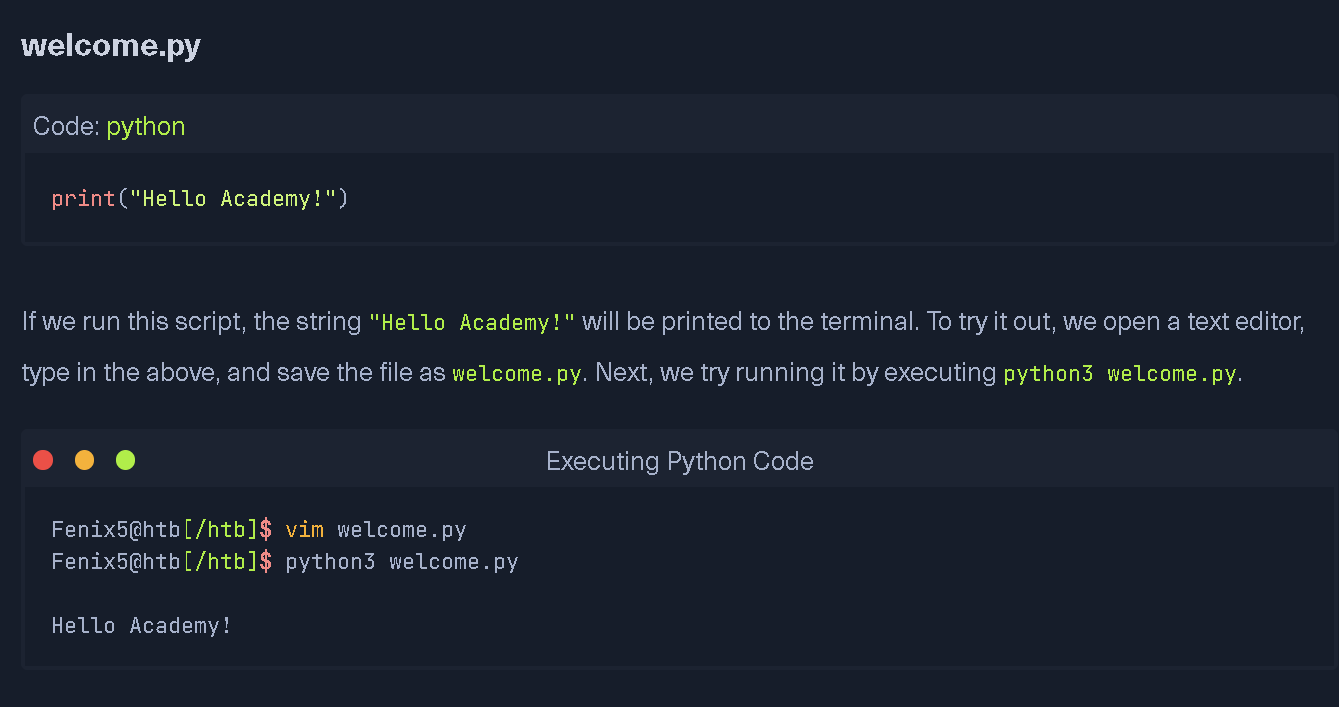 welcome.py
Code: python
print("Hello Academy!")
If we run this script, the string "Hello Academy!" will be printed to the terminal. To try it out, we open a text editor,
type in the above, and save the file as welcome.py. Next, we try running it by executing python3 welcome.py.
Executing Python Code
Fenix5@htb[/htb]$ vim welcome.py
Fenix5@htb[/htb]$ python3 welcome.py
Hello Academy!